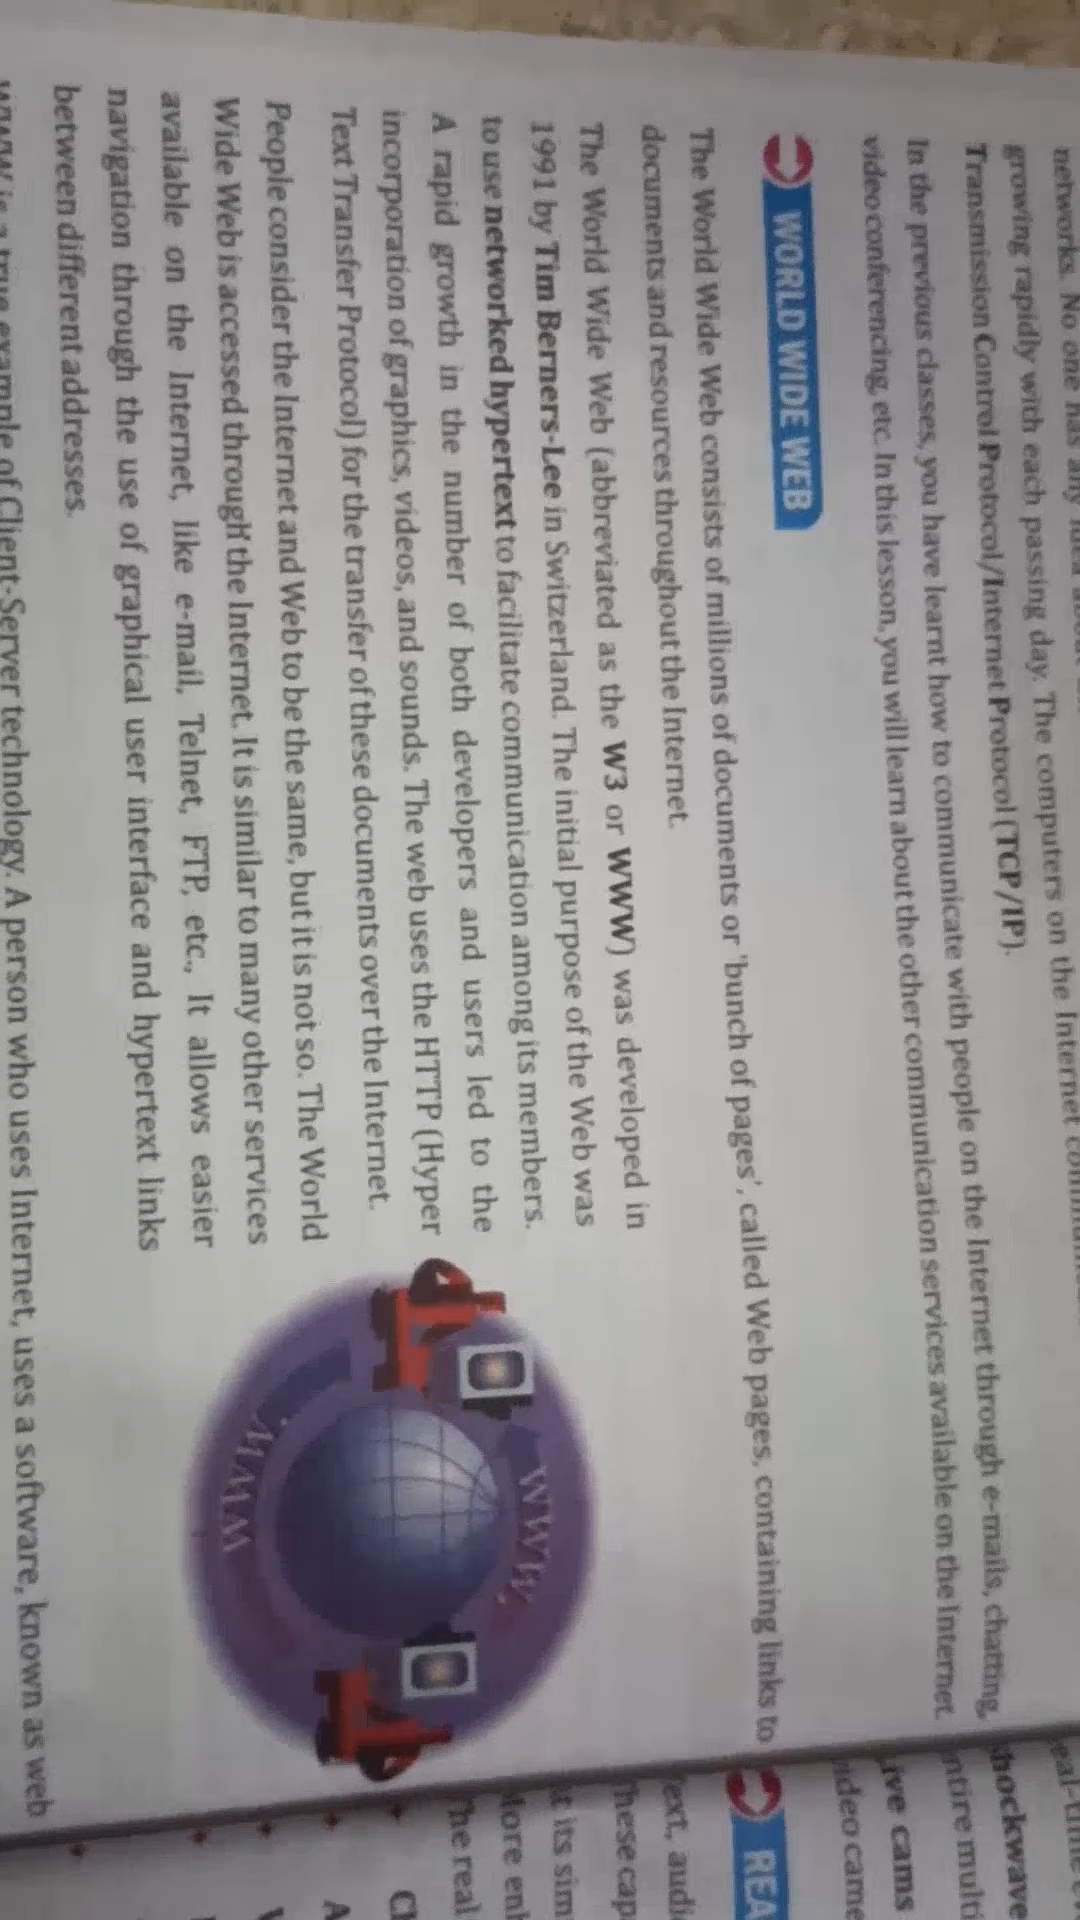 networks. No one has any
growing rapidly with each passing day. The computers on the Internet
Transmission Control Protocol/Internet Protocol (TCP/IP).
In the previous classes, you have learnt how to communicate with people on the Internet through e-mails, chatting,
video conferencing, etc. In this lesson, you will learn about the other communication services available on the Internet.
WORLD WIDE WEB
The World Wide Web consists of millions of documents or 'bunch of pages', called Web pages, containing links to
documents and resources throughout the Internet.
The World Wide Web (abbreviated as the W3 or WWW) was developed in
1991 by Tim Berners-Lee in Switzerland. The initial purpose of the Web was
to use networked hypertext to facilitate communication among its members.
A rapid growth in the number of both developers and users led to the
incorporation of graphics, videos, and sounds. The web uses the HTTP (Hyper
Text Transfer Protocol) for the transfer of these documents over the Internet.
People consider the Internet and Web to be the same, but it is not so. The World
Wide Web is accessed through the Internet. It is similar to many other services
available on the Internet, like e-mail, Telnet, FTP, etc., It allows easier
navigation through the use of graphical user interface and hypertext links
between different addresses.
WWW is a true example of Client-Server technology. A person who uses Internet, uses a software, known as web
WWW
WWW
hockwave
ntire multi
ive cams
ideo came
REA
ext, audi
hese cap
t its sim
ore en
he real